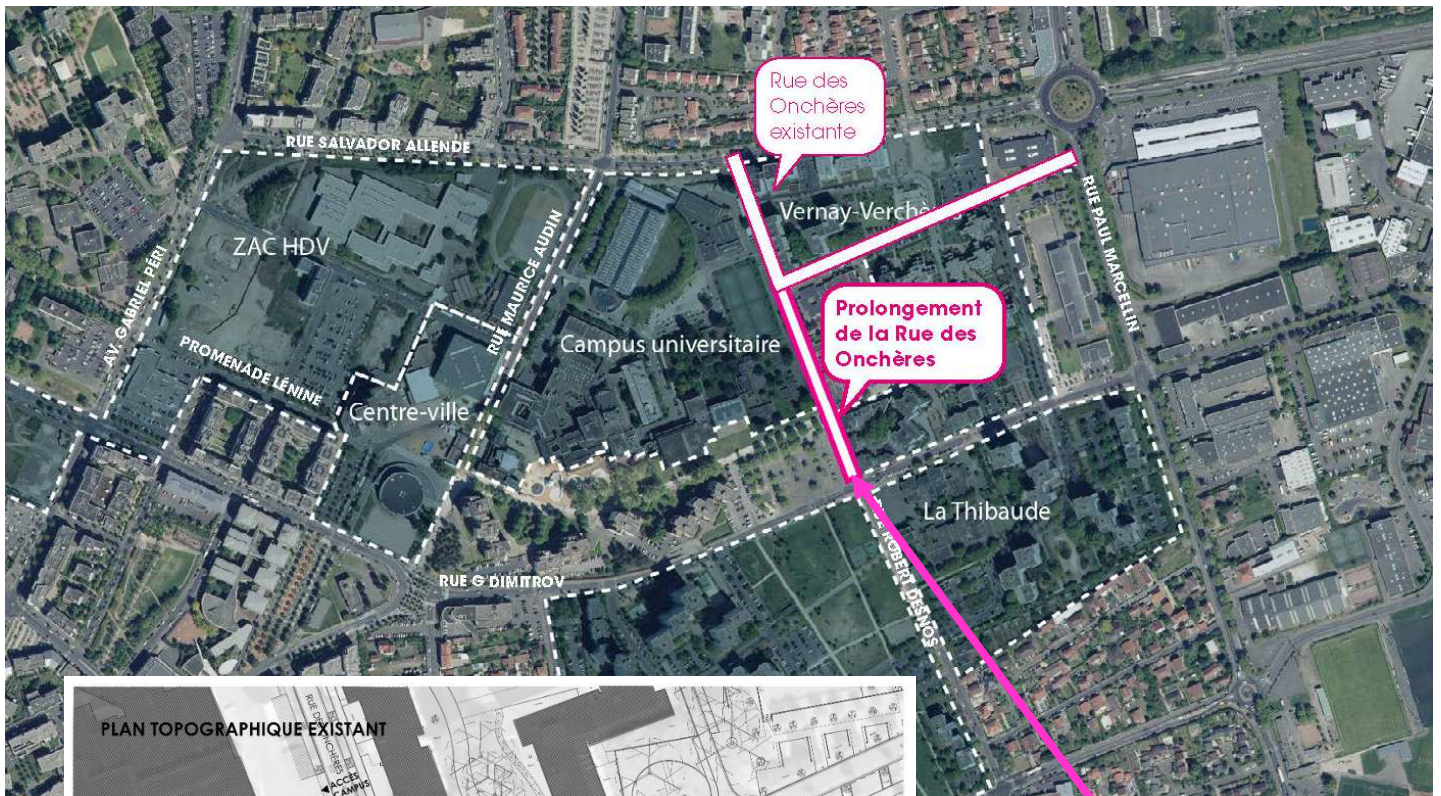 Rue des
Onchères
existante
RUE SALVADOR ALLENDE
Vernay-Verchères
ZAC HDV
RUE MAURICE AUDIN
RUE PAUL MARCELLIN
AV. GABRIEL PÉRI
Prolongement
de la Rue des
Onchères
Campus universitaire
PROMENADE LÉNINE
Centre-ville
La Thibaude
RUE ROBERT DESNOS
RUE G DIMITROV
PLAN TOPOGRAPHIQUE EXISTANT
RUE DES ONCHÈRES
ACCÈS
CAMPUS